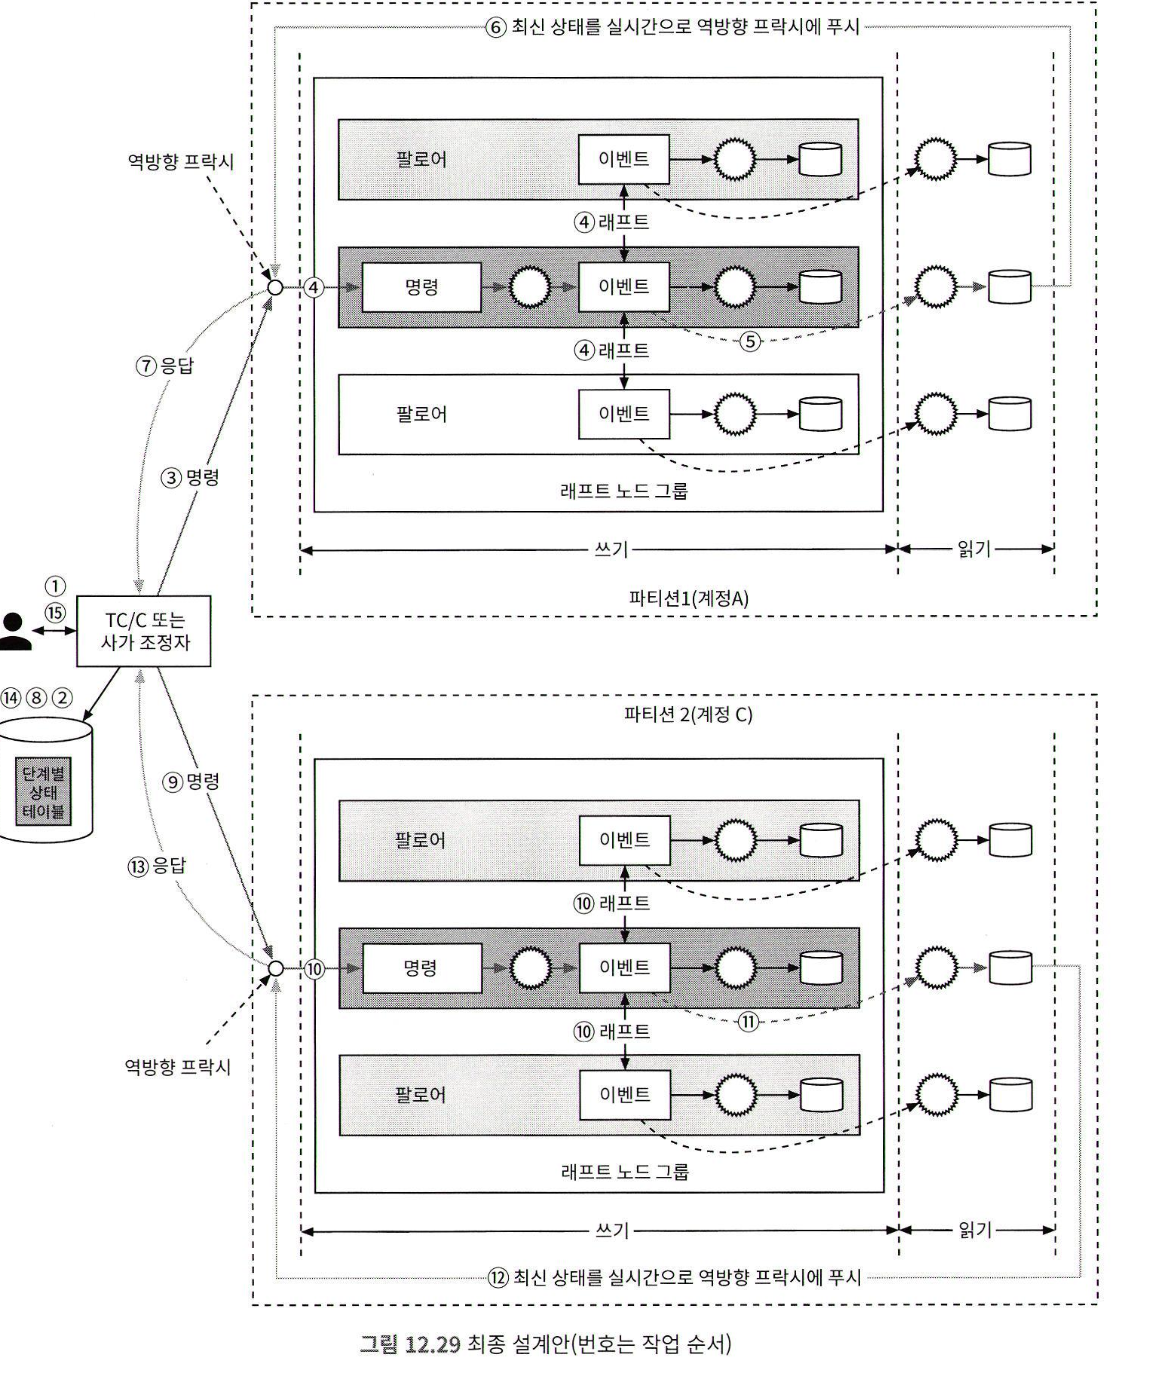 ⑥ 최신 상태를 실시간으로 역방향 프락시에 푸시
역방향 프락시
팔로어
이벤트
④ 래프트
④
명령
이벤트
⑤
④ 래프트
⑦ 응답
팔로어
이벤트
③ 명령
래프트 노드 그룹
쓰기
읽기
파티션1(계정A)
①
⑮
TC/C 또는
사가 조정자
⑭ ⑧ ②
단계별
상태
테이블
파티션 2(계정 C)
⑨ 명령
팔로어
이벤트
⑬ 응답
⑩ 래프트
⑩
명령
이벤트
⑪
⑩ 래프트
역방향 프락시
팔로어
이벤트
래프트 노드 그룹
쓰기
읽기
⑫ 최신 상태를 실시간으로 역방향 프락시에 푸시
그림 12.29 최종 설계안(번호는 작업 순서)